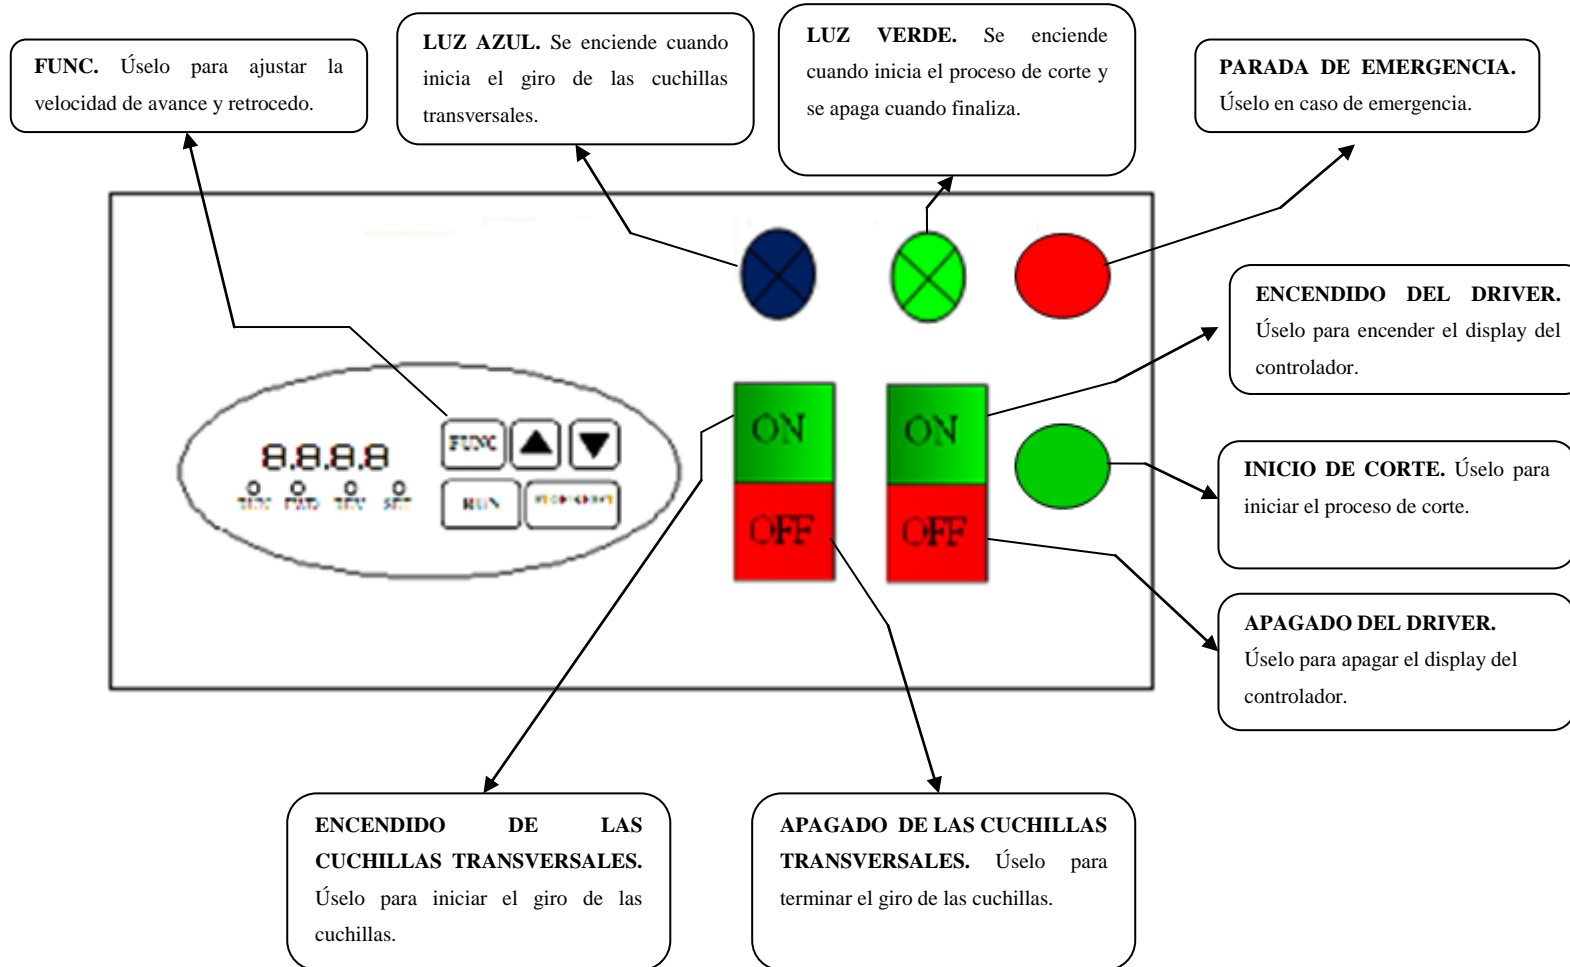 FUNC. Úselo para ajustar la
velocidad de avance y retrocedo.
LUZ AZUL. Se enciende cuando
inicia el giro de las cuchillas
transversales.
LUZ VERDE. Se enciende
cuando inicia el proceso de corte y
se apaga cuando finaliza.
PARADA DE EMERGENCIA.
Úselo en caso de emergencia.
ENCENDIDO DEL DRIVER.
Úselo para encender el display del
controlador.
8.8.8.8
FUNC
RUN
ON
OFF
ON
OFF
INICIO DE CORTE. Úselo para
iniciar el proceso de corte.
APAGADO DEL DRIVER.
Úselo para apagar el display del
controlador.
ENCENDIDO DE LAS
CUCHILLAS TRANSVERSALES.
Úselo para iniciar el giro de las
cuchillas.
APAGADO DE LAS CUCHILLAS
TRANSVERSALES. Úselo para
terminar el giro de las cuchillas.